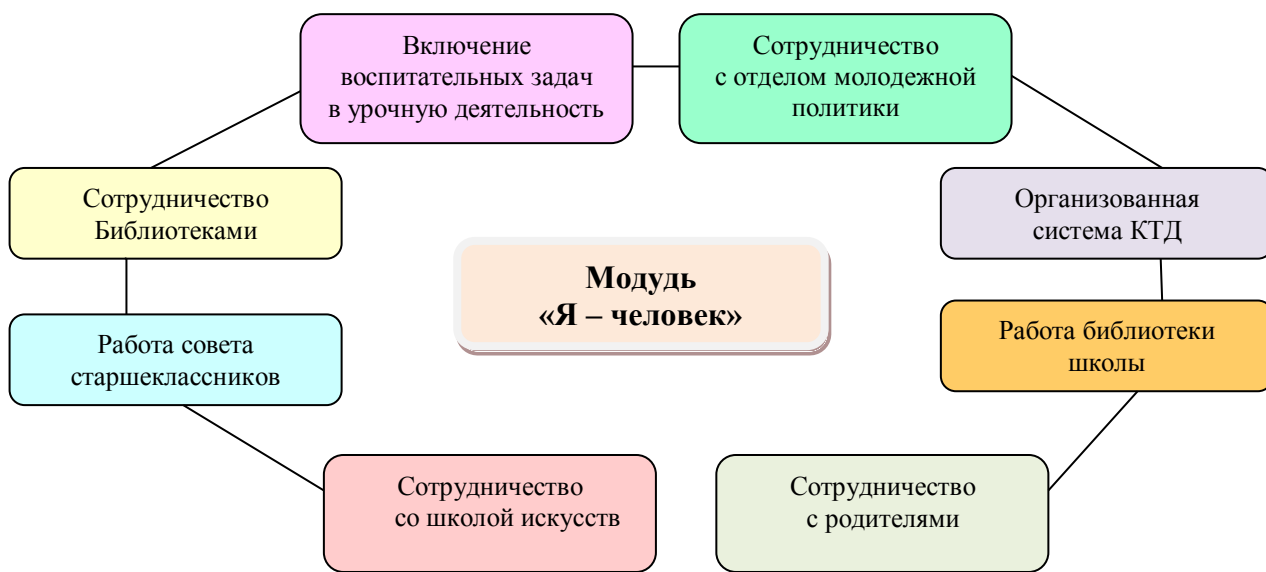 Включение
воспитательных задач
в урочную деятельность
Сотрудничество
с отделом молодежной
политики
Сотрудничество
Библиотеками
Организованная
система КТД
Модудь
«Я – человек»
Работа совета
старшеклассников
Работа библиотеки
школы
Сотрудничество
со школой искусств
Сотрудничество
с родителями